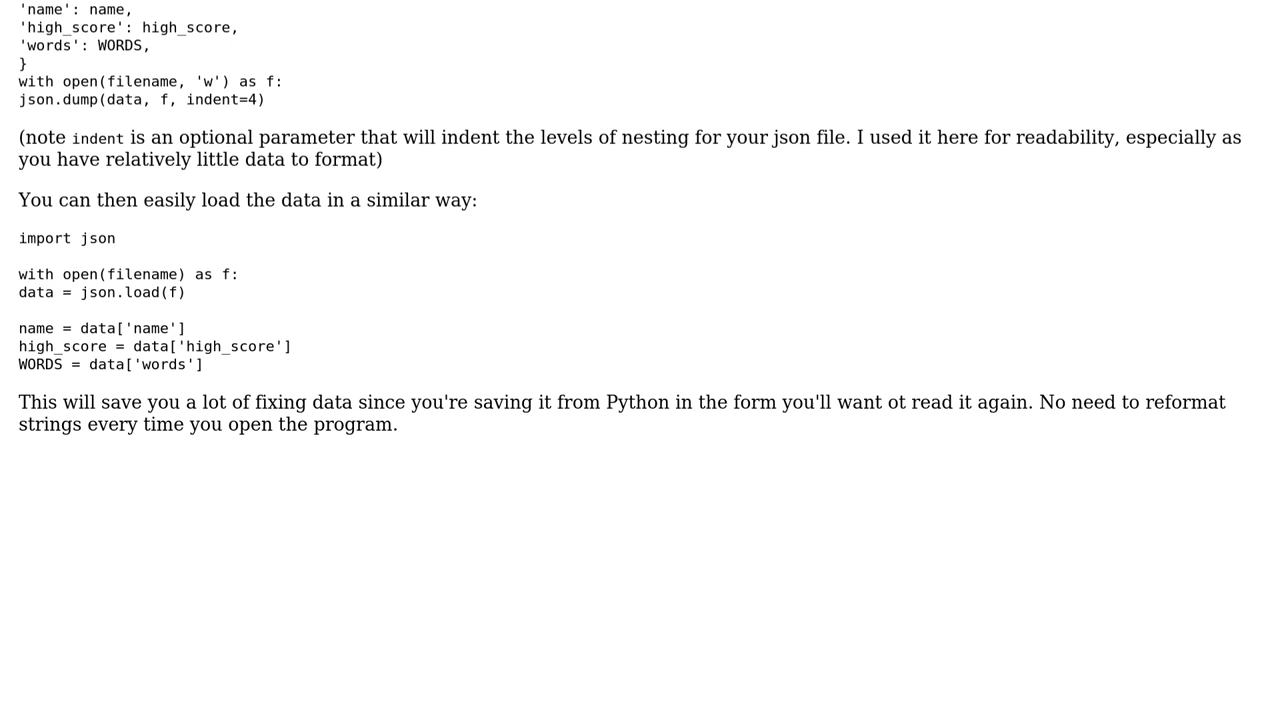 'name': name,
'high_score': high_score,
'words': WORDS,
}
with open(filename, 'w') as f:
json.dump(data, f, indent=4)
(note indent is an optional parameter that will indent the levels of nesting for your json file. I used it here for readability, especially as
you have relatively little data to format)
You can then easily load the data in a similar way:
import json
with open(filename) as f:
data = json.load(f)
name = data['name']
high_score = data['high_score']
WORDS = data['words']
This will save you a lot of fixing data since you're saving it from Python in the form you'll want ot read it again. No need to reformat
strings every time you open the program.